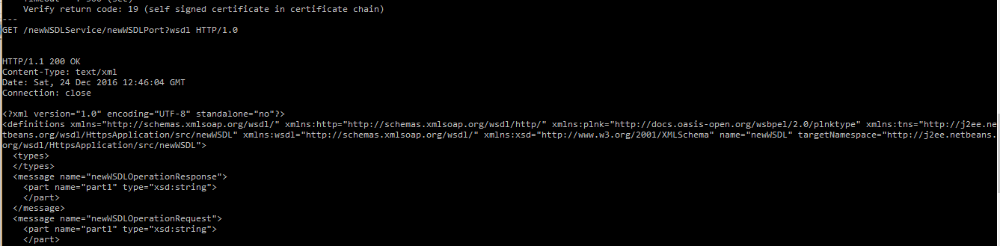 Timeout   : 300 (sec)
Verify return code: 19 (self signed certificate in certificate chain)
---
GET /newWSDLService/newWSDLPort?wsdl HTTP/1.0
HTTP/1.1 200 OK
Content-Type: text/xml
Date: Sat, 24 Dec 2016 12:46:04 GMT
Connection: close
<?xml version="1.0" encoding="UTF-8" standalone="no"?>
<definitions xmlns="http://schemas.xmlsoap.org/wsdl/" xmlns:http="http://schemas.xmlsoap.org/wsdl/http/" xmlns:plnk="http://docs.oasis-open.org/wsbpel/2.0/plnktype" xmlns:tns="http://j2ee.ne
tbeans.org/wsdl/HttpsApplication/src/newWSDL" xmlns:wsdl="http://schemas.xmlsoap.org/wsdl/" xmlns:xsd="http://www.w3.org/2001/XMLSchema" name="newWSDL" targetNamespace="http://j2ee.netbeans.
org/wsdl/HttpsApplication/src/newWSDL">
<types>
</types>
<message name="newWSDLOperationResponse">
<part name="part1" type="xsd:string">
</part>
</message>
<message name="newWSDLOperationRequest">
<part name="part1" type="xsd:string">
</part>